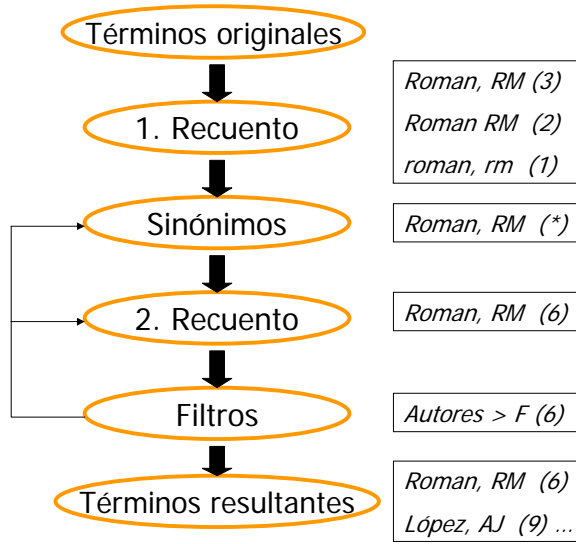 Términos originales
Roman, RM (3)
Roman RM (2)
roman, rm (1)
1. Recuento
Sinónimos
Roman, RM (*)
2. Recuento
Roman, RM (6)
Filtros
Autores > F (6)
Términos resultantes
Roman, RM (6)
López, AJ (9) ...